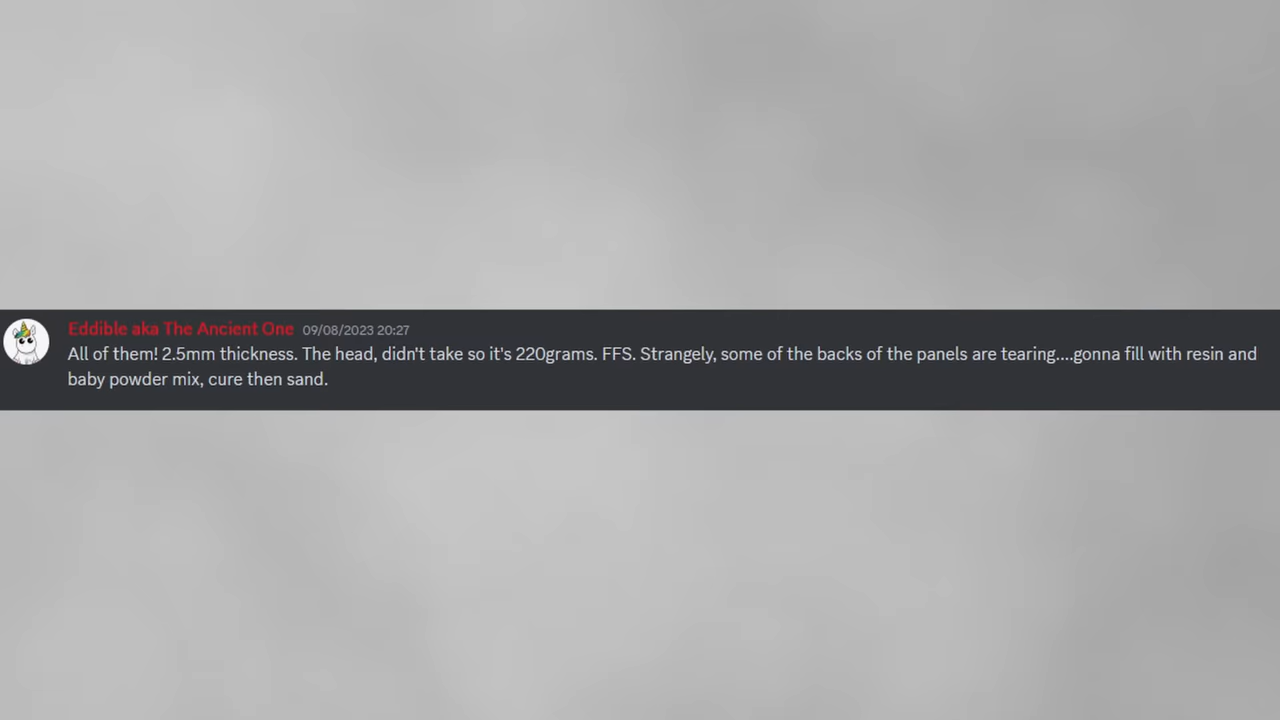 Eddible aka The Ancient One 09/08/2023 20:27
All of them! 2.5mm thickness. The head, didn't take so it's 220grams. FFS. Strangely, some of the backs of the panels are tearing....gonna fill with resin and
baby powder mix, cure then sand.